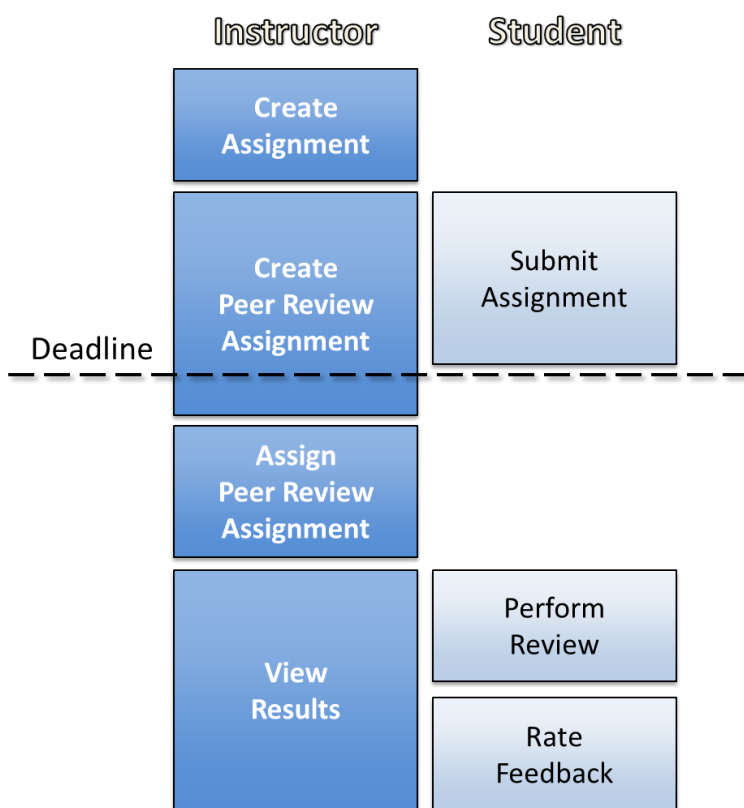 Instructor
Student
Create
Assignment
Create
Peer Review
Assignment
Submit
Assignment
Deadline
Assign
Peer Review
Assignment
View
Results
Perform
Review
Rate
Feedback